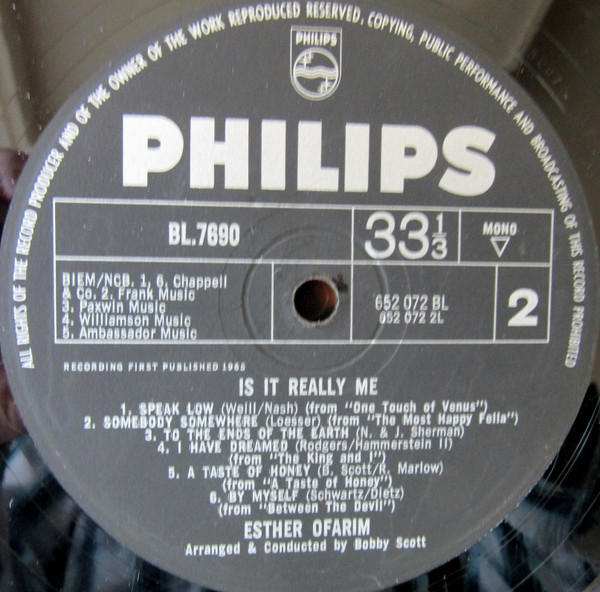 ALL RIGHTS OF THE RECORD PRODUCER AND OF THE OWNER OF THE WORK REPRODUCED RESERVED. COPYING, PUBLIC PERFORMANCE AND BROADCASTING OF THIS RECORD PROHIBITED
PHILIPS
PHILIPS
BL.7690
33 1/3
MONO
BIEM/NCB. 1, 6. Chappell
& Co. 2. Frank Music
3. Paxwin Music
4. Williamson Music
5. Ambassador Music
652 072 BL
652 072 2L
2
RECORDING FIRST PUBLISHED 1965
IS IT REALLY ME
1. SPEAK LOW (Weill/Nash) (from "One Touch of Venus")
2. SOMEBODY SOMEWHERE (Loesser) (from "The Most Happy Fella")
3. TO THE ENDS OF THE EARTH (N. & J. Sherman)
4. I HAVE DREAMED (Rodgers/Hammerstein II)
(from "The King and I")
5. A TASTE OF HONEY (B. Scott/R. Marlow)
(from "A Taste of Honey")
6. BY MYSELF (Schwartz/Dietz)
(from "Between The Devil")
ESTHER OFARIM
Arranged & Conducted by Bobby Scott